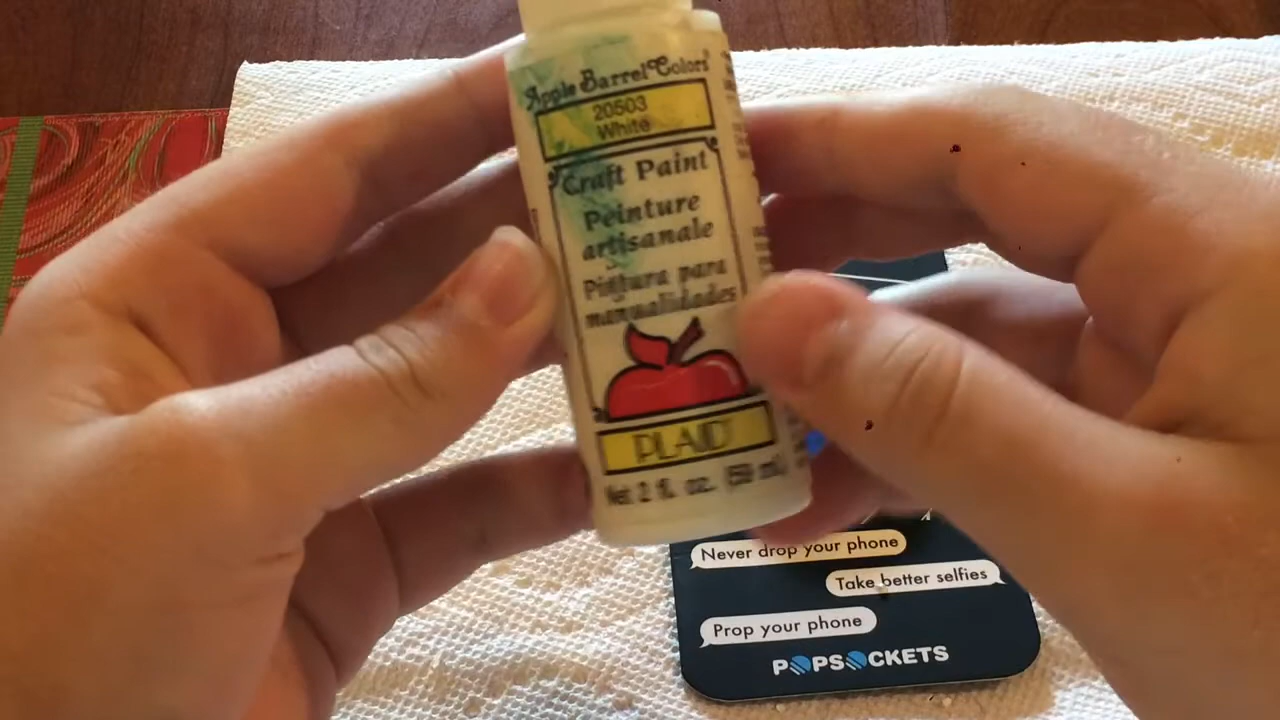 Apple Barrel Colors
20503
White
Craft Paint
Peinture
artisanale
Pintura para
manualidades
PLAID
Net 2 fl. oz. (59 ml)
Never drop your phone
Take better selfies
Prop your phone
POPSOCKETS